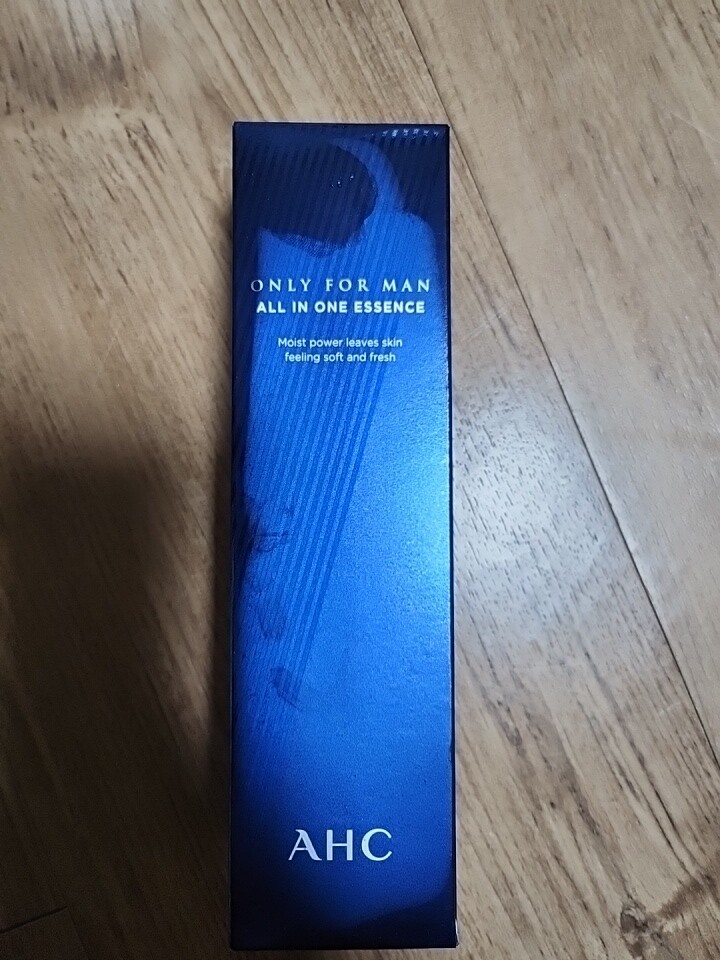 ONLY FOR MAN
ALL IN ONE ESSENCE
Moist power leaves skin
feeling soft and fresh
AHC